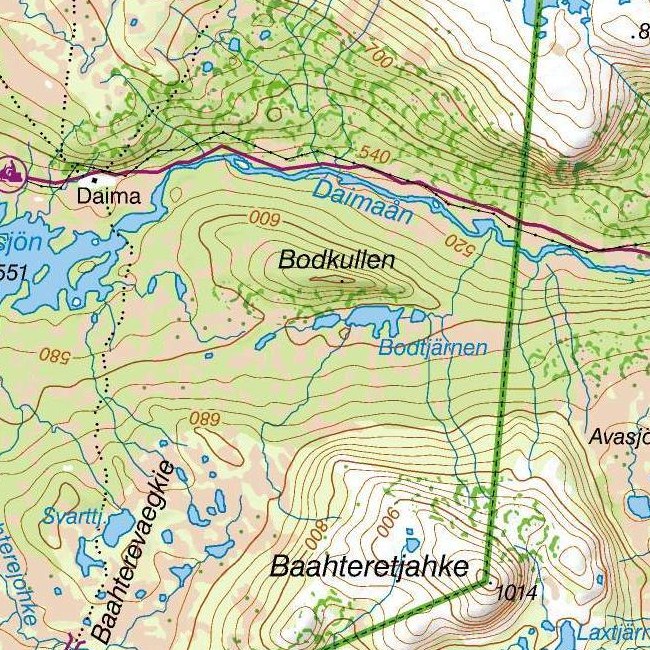 700
.8
540
Daima
Daimaån
600
520
sjön
551
Bodkullen
Bodtjärnen
580
680
Avasjö
Svarttj.
Baahterevaegkie
800
900
Baahteretjahke
1014
hterejohke
Laxtjärn